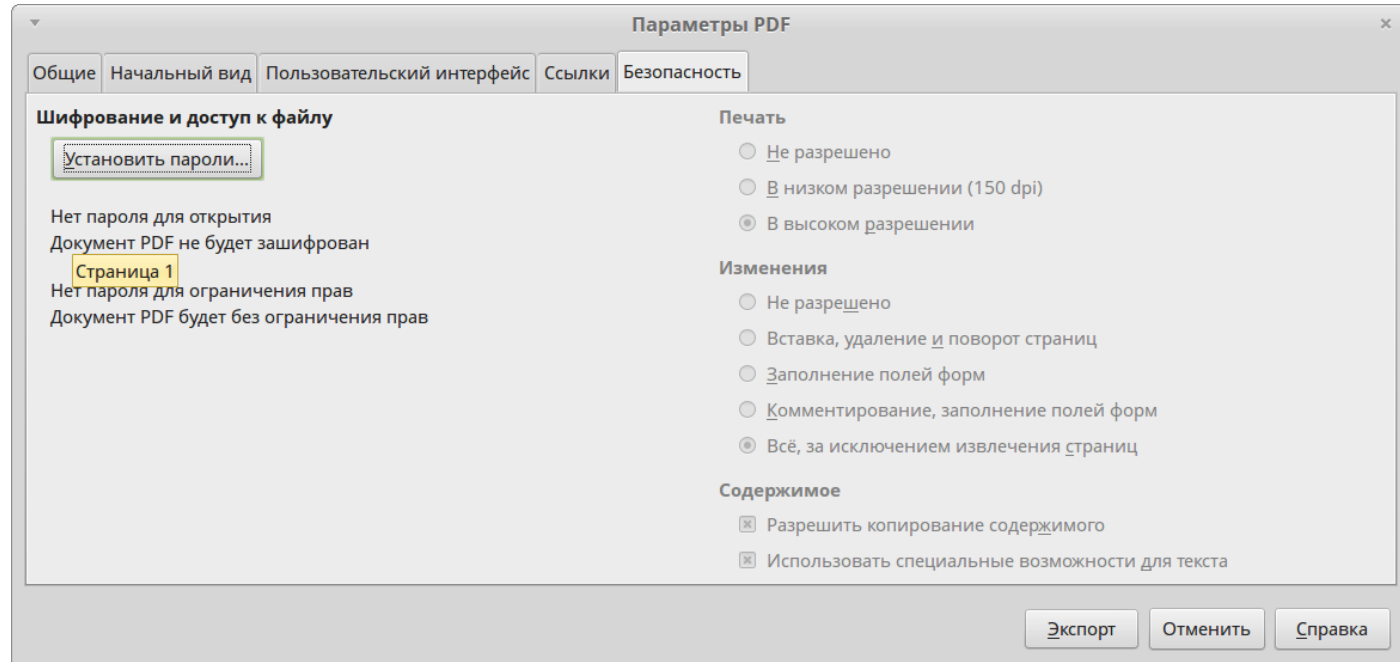 Параметры PDF
Общие
Начальный вид
Пользовательский интерфейс
Ссылки
Безопасность
Шифрование и доступ к файлу
Установить пароли...
Нет пароля для открытия
Документ PDF не будет зашифрован
Страница 1
Нет пароля для ограничения прав
Документ PDF будет без ограничения прав
Печать
Не разрешено
В низком разрешении (150 dpi)
В высоком разрешении
Изменения
Не разрешено
Вставка, удаление и поворот страниц
Заполнение полей форм
Комментирование, заполнение полей форм
Всё, за исключением извлечения страниц
Содержимое
Разрешить копирование содержимого
Использовать специальные возможности для текста
Экспорт
Отменить
Справка